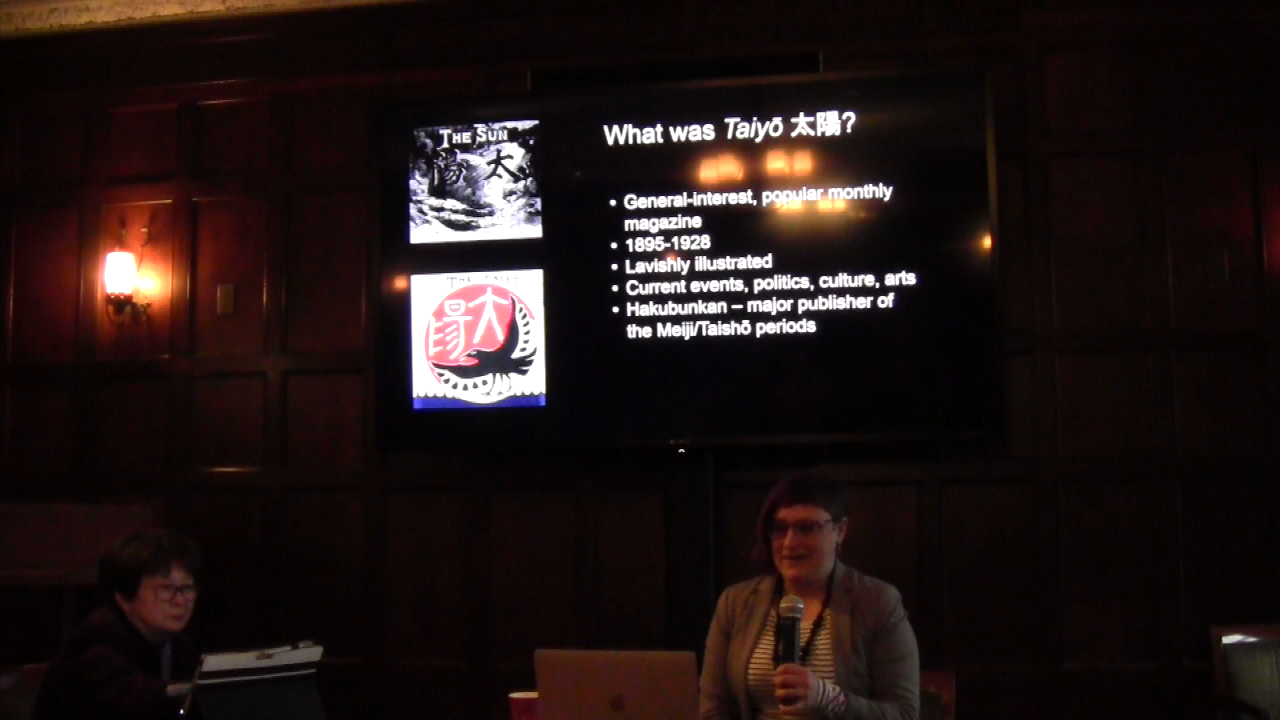 THE SUN
太
陽
太
陽
What was Taiyō 太陽?
• General-interest, popular monthly
magazine
• 1895-1928
• Lavishly illustrated
• Current events, politics, culture, arts
• Hakubunkan – major publisher of
the Meiji/Taishō periods